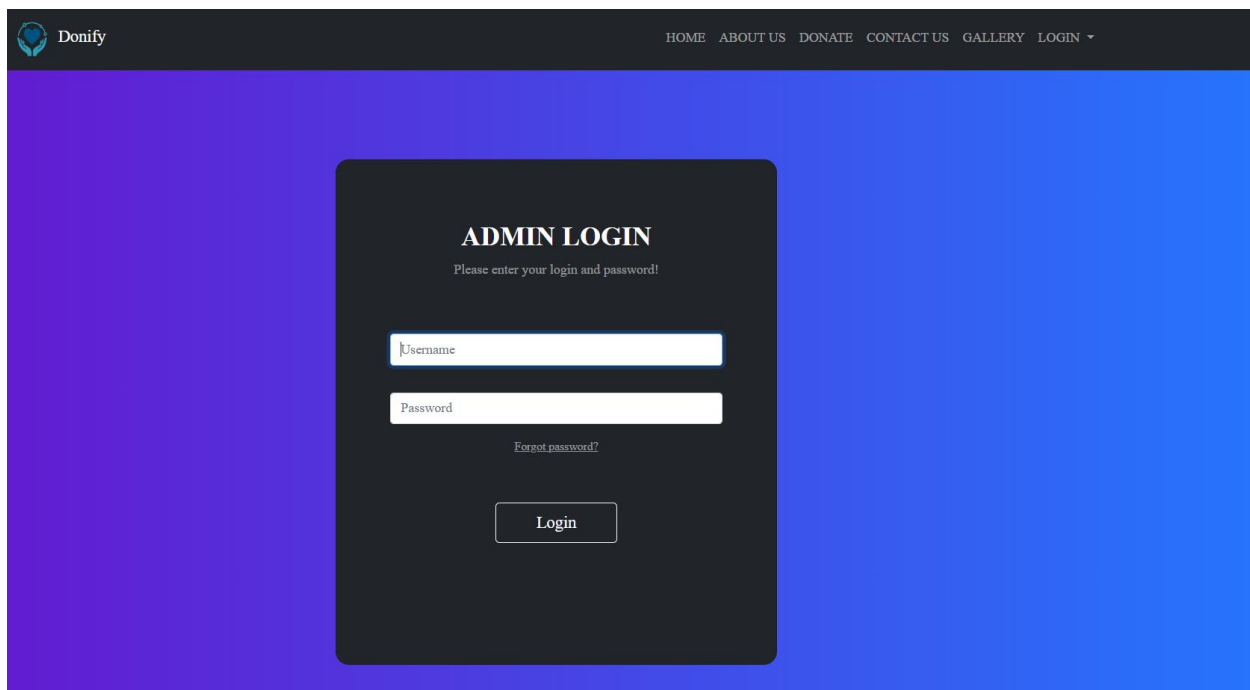 Donify
HOME ABOUT US DONATE CONTACT US GALLERY LOGIN
ADMIN LOGIN
Please enter your login and password!
Username
Password
Forgot password?
Login